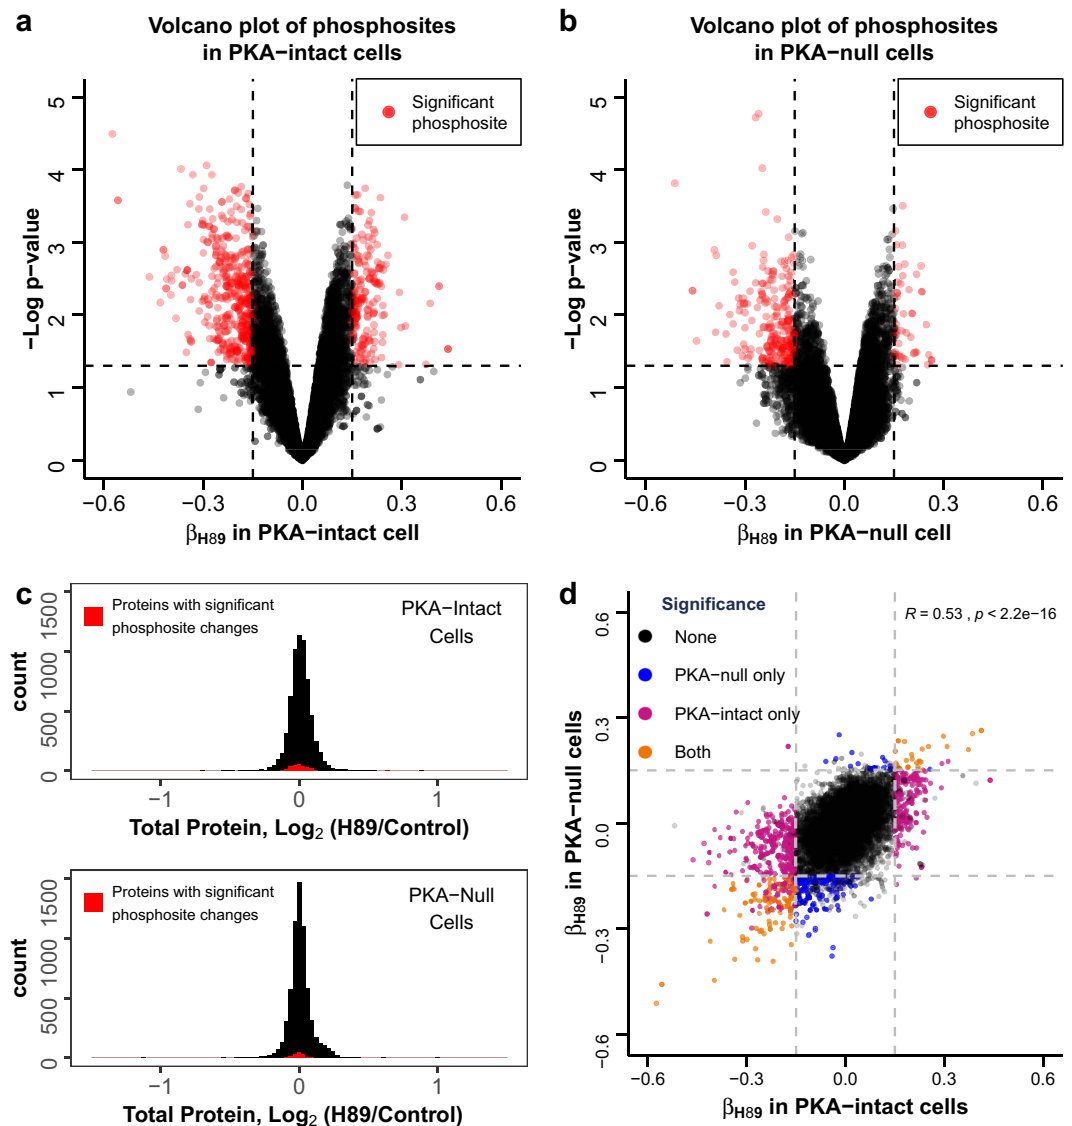 a
Volcano plot of phosphosites
in PKA−intact cells
Significant
phosphosite
−Log p−value
5
4
3
2
1
0
−0.6 −0.3 0.0 0.3 0.6
βH89 in PKA−intact cell
b
Volcano plot of phosphosites
in PKA−null cells
Significant
phosphosite
−Log p−value
5
4
3
2
1
0
−0.6 −0.3 0.0 0.3 0.6
βH89 in PKA−null cell
c
Proteins with significant
phosphosite changes
PKA−Intact
Cells
count
1500
1000
500
0
−1 0 1
Total Protein, Log2 (H89/Control)
Proteins with significant
phosphosite changes
PKA−Null
Cells
count
1500
1000
500
0
−1 0 1
Total Protein, Log2 (H89/Control)
d
Significance
None
PKA−null only
PKA−intact only
Both
R = 0.53 , p < 2.2e−16
βH89 in PKA−null cells
0.6
0.3
0.0
−0.3
−0.6
−0.6 −0.3 0.0 0.3 0.6
βH89 in PKA−intact cells